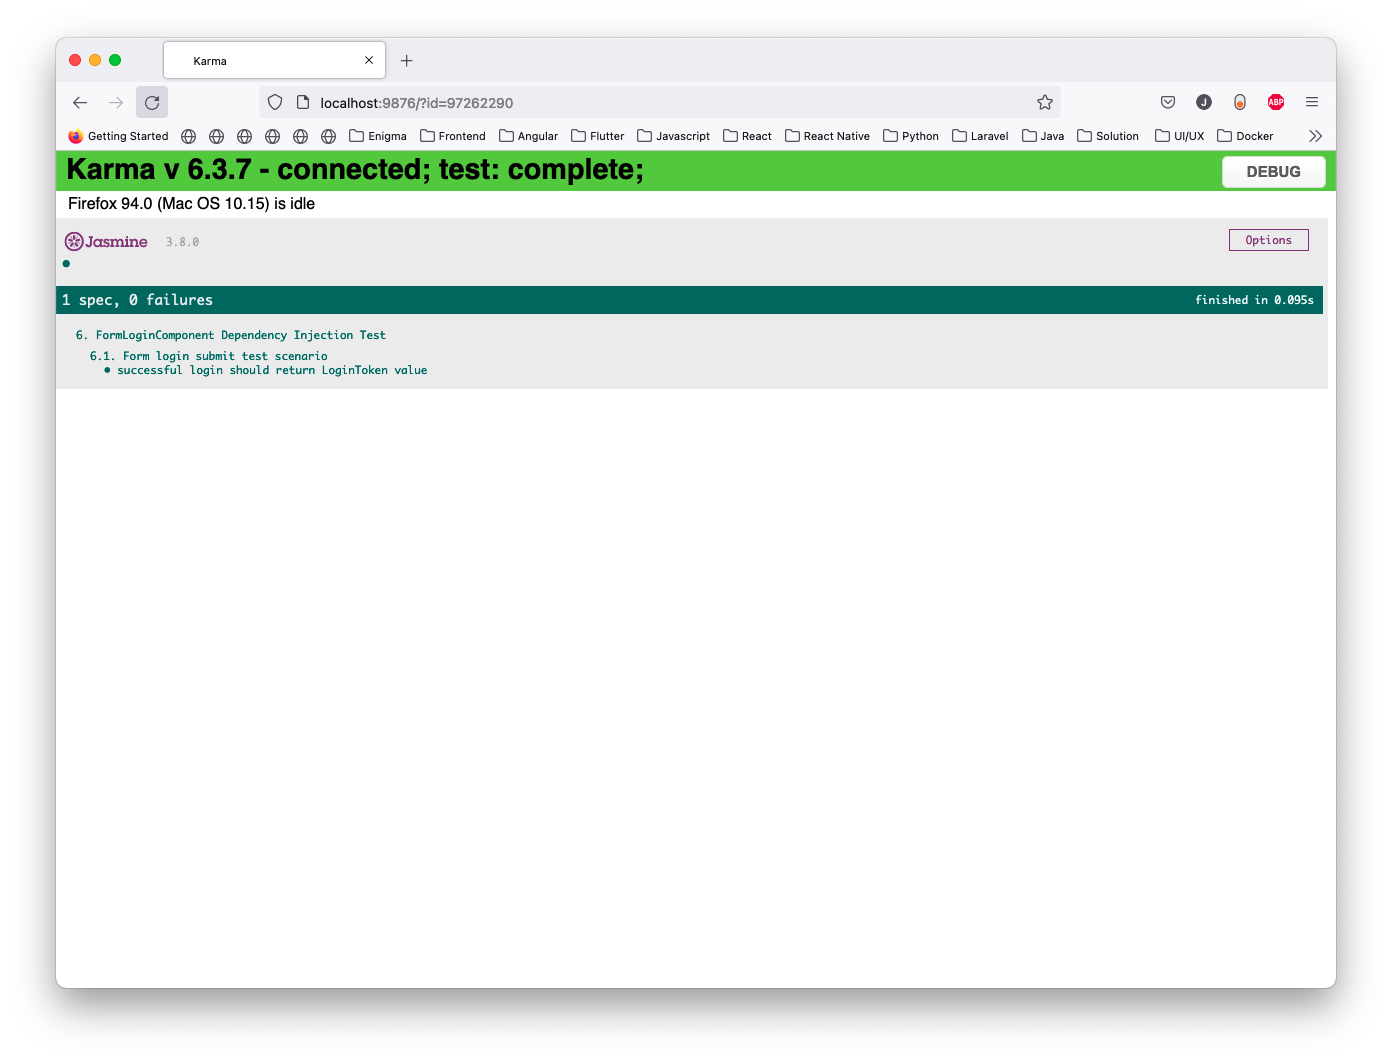 Karma
localhost:9876/?id=97262290
J
ABP
Getting Started Enigma Frontend Angular Flutter Javascript React React Native Python Laravel Java Solution UI/UX Docker
Karma v 6.3.7 - connected; test: complete;
DEBUG
Firefox 94.0 (Mac OS 10.15) is idle
Jasmine 3.8.0
Options
1 spec, 0 failures
finished in 0.095s
6. FormLoginComponent Dependency Injection Test
6.1. Form login submit test scenario
• successful login should return LoginToken value